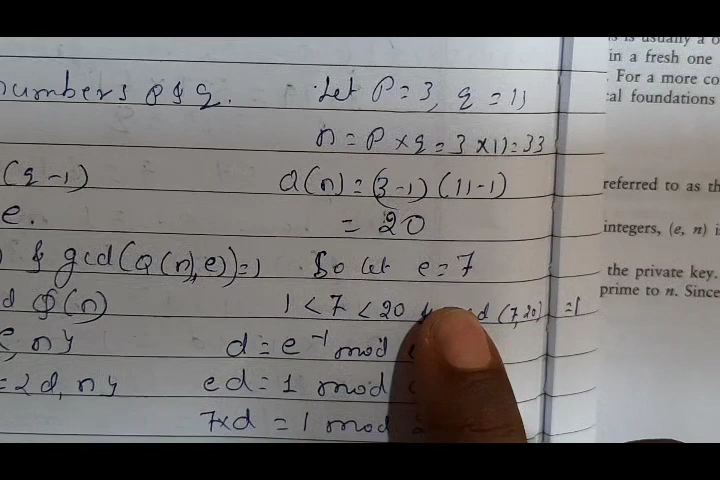 numbers p & q. Let P = 3, q = 11
n = P × q = 3 × 11 = 33
(q-1) Q(n) = (3-1) (11-1)
e. = 20
) & gcd(Q(n),e)=1 So let e = 7
d φ(n) 1 < 7 < 20 (7,20) = 1
e, n} d = e⁻¹ mod
= {d, n} ed = 1 mod
7×d = 1 mod
in a fresh one
. For a more co
al foundations
referred to as th
integers, (e, n) i
the private key.
prime to n. Since